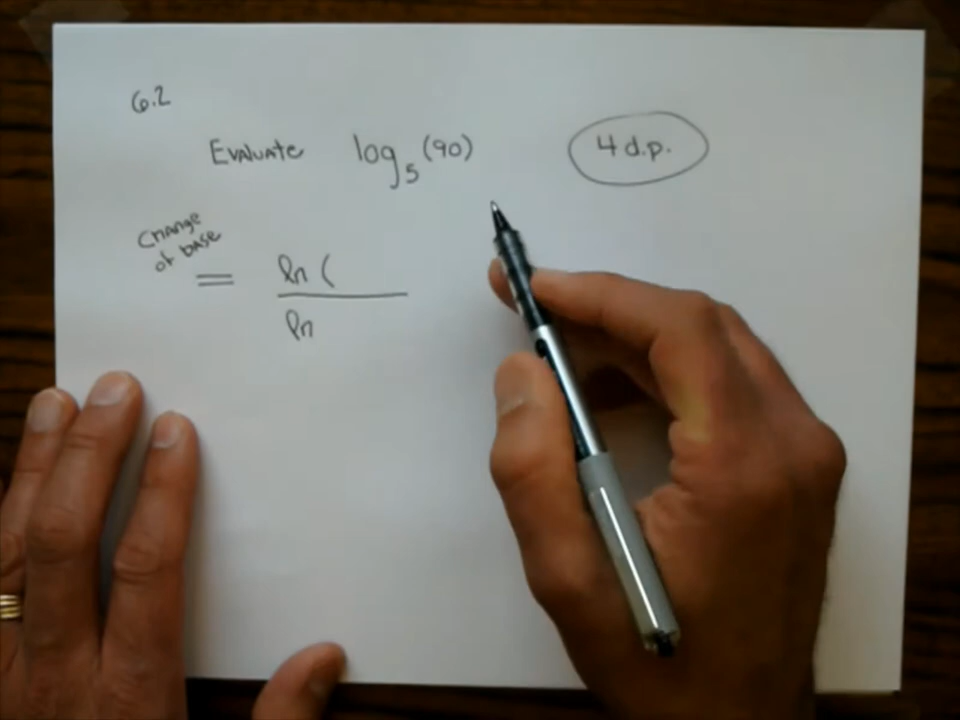 6.2
Evaluate log₅(90) 4 d.p.
Change
of base
= ln (
ln